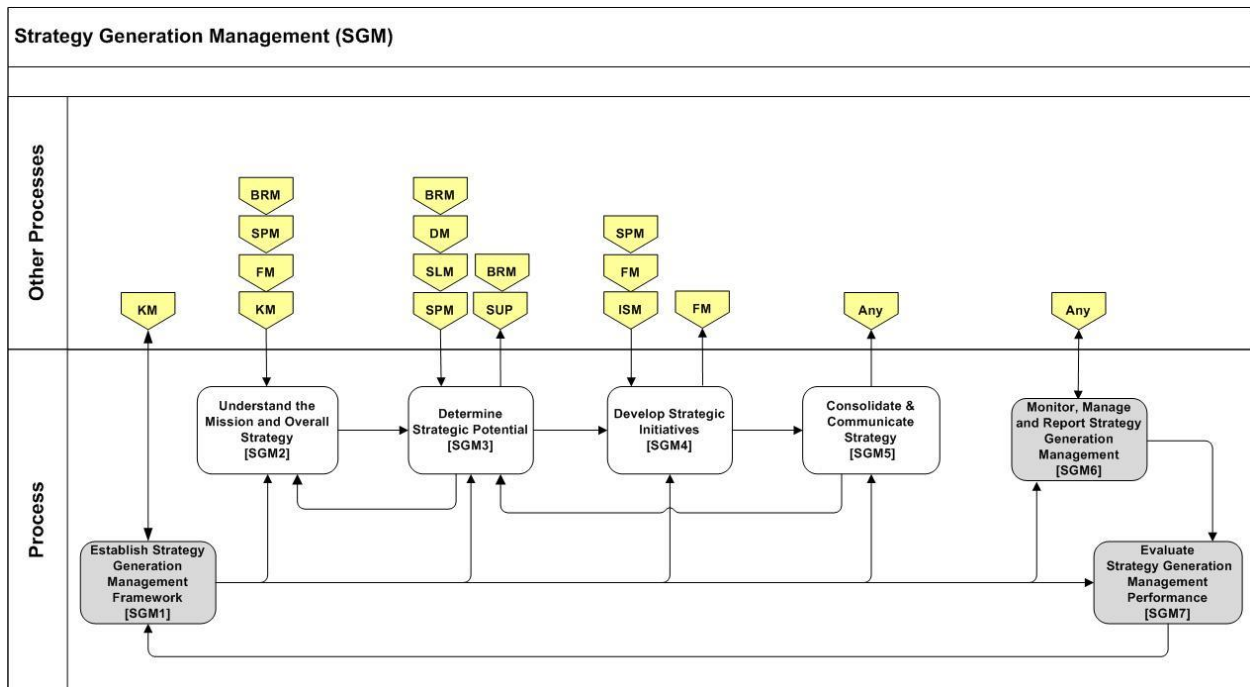 Strategy Generation Management (SGM)
Other Processes
BRM
SPM
FM
KM
KM
BRM
DM
SLM
SPM
BRM
SUP
SPM
FM
ISM
FM
Any
Any
Process
Understand the
Mission and Overall
Strategy
[SGM2]
Determine
Strategic Potential
[SGM3]
Develop Strategic
Initiatives
[SGM4]
Consolidate &
Communicate
Strategy
[SGM5]
Monitor, Manage
and Report Strategy
Generation
Management
[SGM6]
Establish Strategy
Generation
Management
Framework
[SGM1]
Evaluate
Strategy Generation
Management
Performance
[SGM7]